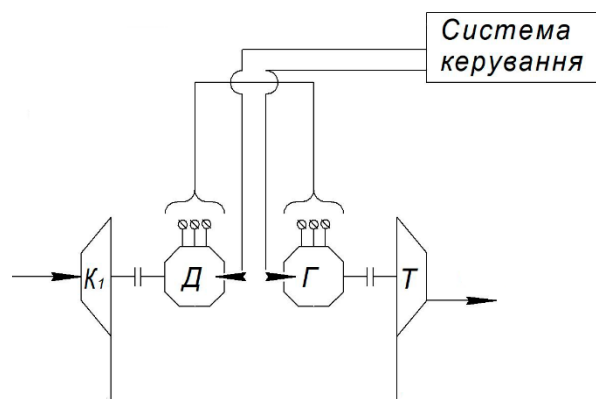 Система
керування
К₁
Д
Г
Т